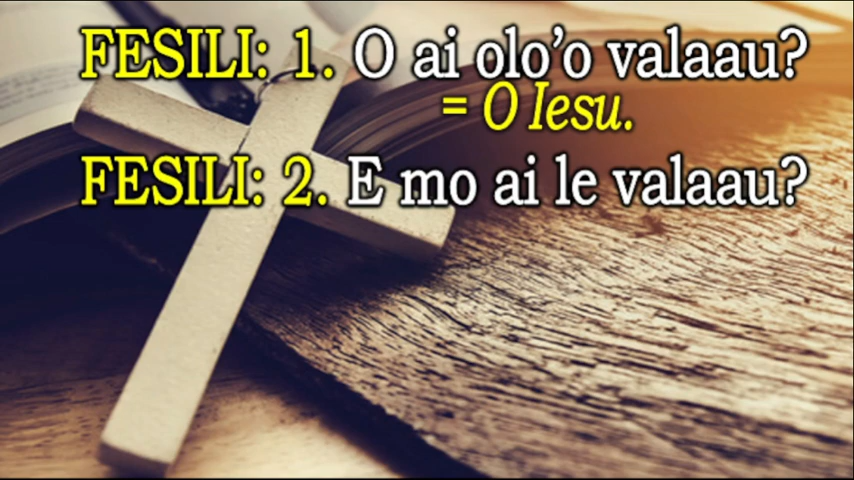 FESILI: 1. O ai olo’o valaau?
= O Iesu.
FESILI: 2. E mo ai le valaau?